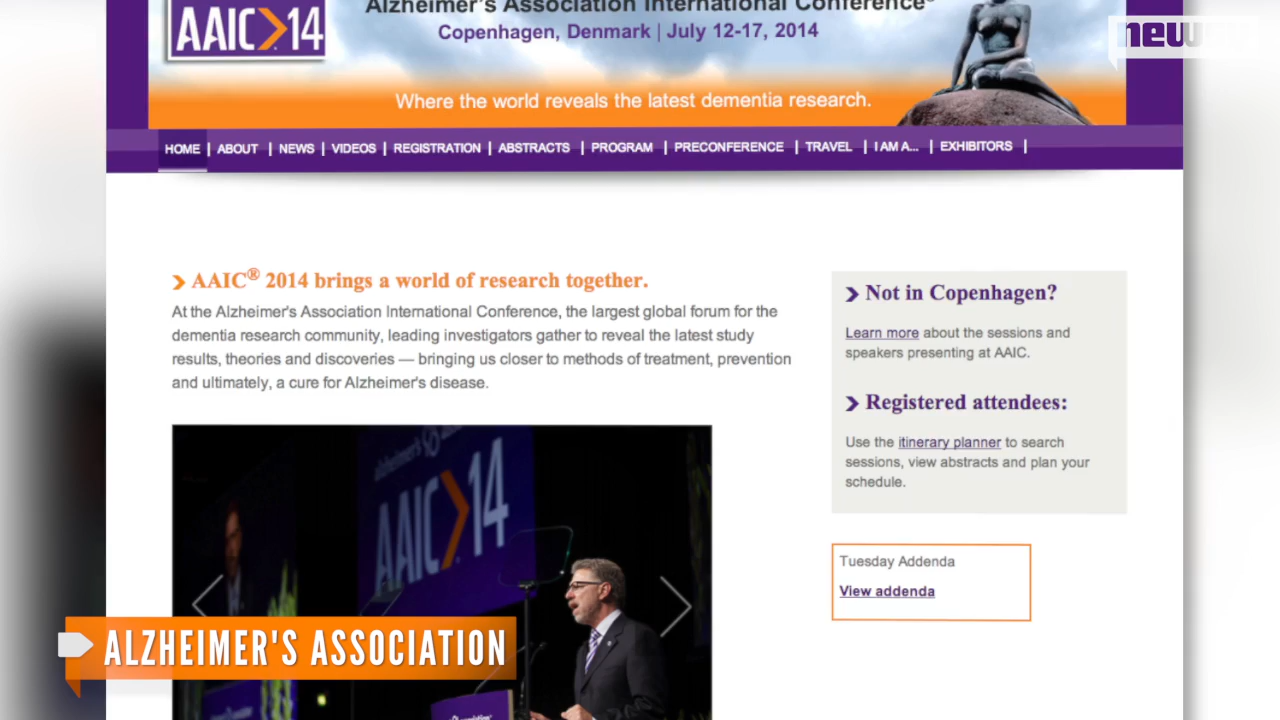 AAIC>14
Alzheimer's Association International Conference®
Copenhagen, Denmark | July 12-17, 2014
Where the world reveals the latest dementia research.
HOME | ABOUT | NEWS | VIDEOS | REGISTRATION | ABSTRACTS | PROGRAM | PRECONFERENCE | TRAVEL | I AM A... | EXHIBITORS |
AAIC® 2014 brings a world of research together.
At the Alzheimer's Association International Conference, the largest global forum for the
dementia research community, leading investigators gather to reveal the latest study
results, theories and discoveries — bringing us closer to methods of treatment, prevention
and ultimately, a cure for Alzheimer's disease.
Not in Copenhagen?
Learn more about the sessions and
speakers presenting at AAIC.
Registered attendees:
Use the itinerary planner to search
sessions, view abstracts and plan your
schedule.
Tuesday Addenda
View addenda
alzheimer's
AAIC>14
ALZHEIMER'S ASSOCIATION